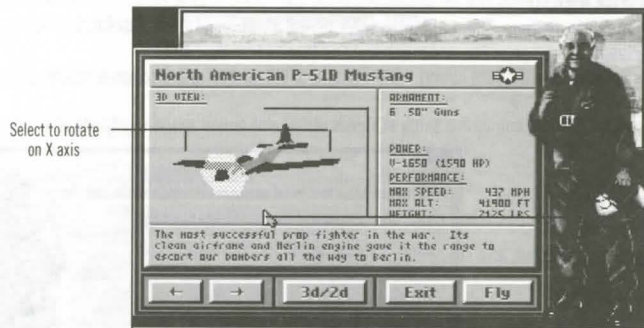 North American P-51D Mustang
3D VIEW:
ARMAMENT:
6 .50" Guns
POWER:
V-1650 (1590 HP)
PERFORMANCE:
MAX SPEED: 437 MPH
MAX ALT: 41900 FT
WEIGHT: 7125 LBS
Select to rotate
on X axis
The most successful prop fighter in the war. Its
clean airframe and Merlin engine gave it the range to
escort our bombers all the way to Berlin.
← → 3d/2d Exit Fly